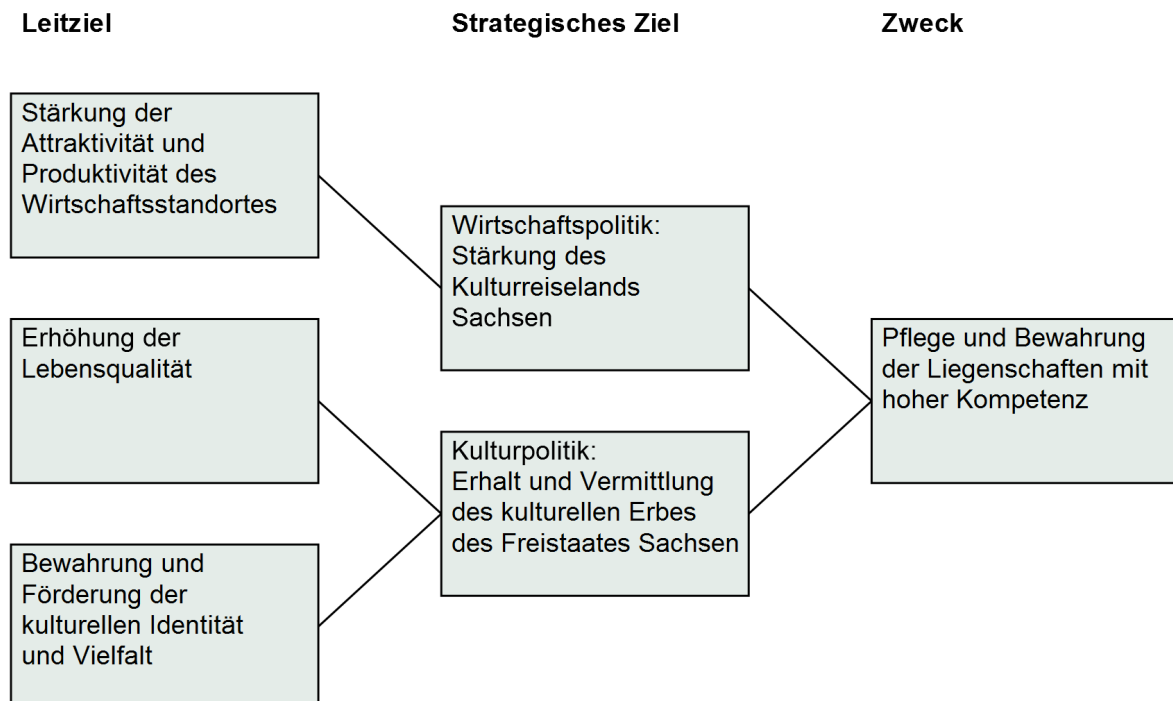 Leitziel
Strategisches Ziel
Zweck
Stärkung der
Attraktivität und
Produktivität des
Wirtschaftsstandortes
Erhöhung der
Lebensqualität
Bewahrung und
Förderung der
kulturellen Identität
und Vielfalt
Wirtschaftspolitik:
Stärkung des
Kulturreiselands
Sachsen
Kulturpolitik:
Erhalt und Vermittlung
des kulturellen Erbes
des Freistaates Sachsen
Pflege und Bewahrung
der Liegenschaften mit
hoher Kompetenz